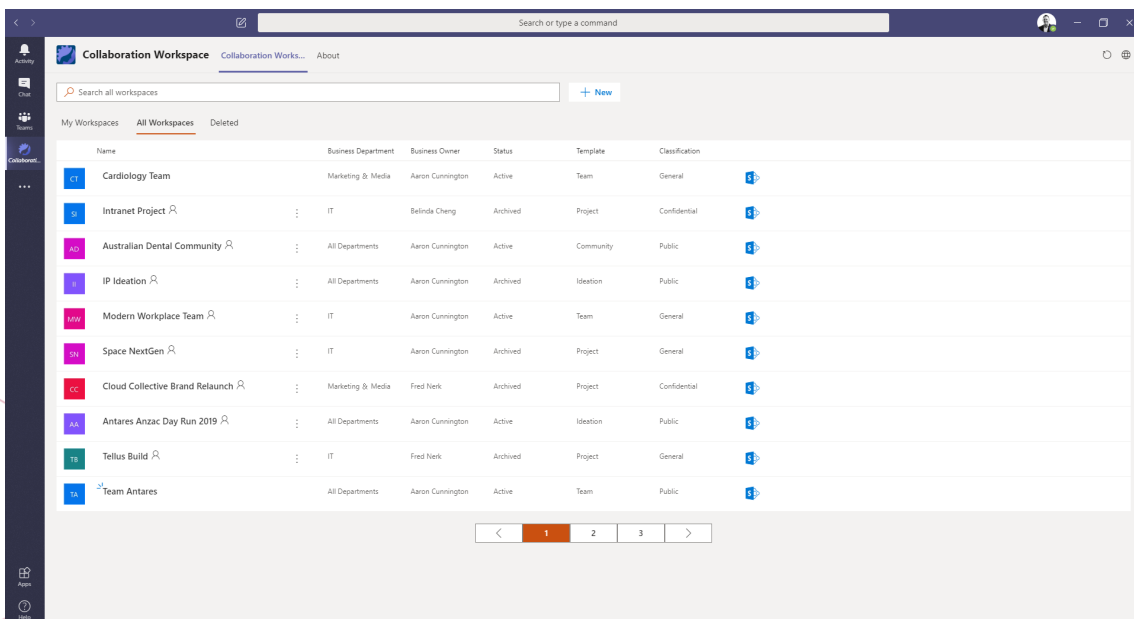 Search or type a command
Activity
Chat
Teams
Collaborati...
Apps
Help
Collaboration Workspace Collaboration Works... About
Search all workspaces
New
My Workspaces All Workspaces Deleted
Name Business Department Business Owner Status Template Classification
CT Cardiology Team Marketing & Media Aaron Cunnington Active Team General
SI Intranet Project IT Belinda Cheng Archived Project Confidential
AD Australian Dental Community All Departments Aaron Cunnington Active Community Public
II IP Ideation All Departments Aaron Cunnington Archived Ideation Public
MW Modern Workplace Team IT Aaron Cunnington Active Team General
SN Space NextGen IT Aaron Cunnington Archived Project General
CC Cloud Collective Brand Relaunch Marketing & Media Fred Nerk Archived Project Confidential
AA Antares Anzac Day Run 2019 All Departments Aaron Cunnington Active Ideation Public
TB Tellus Build IT Fred Nerk Archived Project General
TA Team Antares All Departments Aaron Cunnington Active Team Public
1 2 3